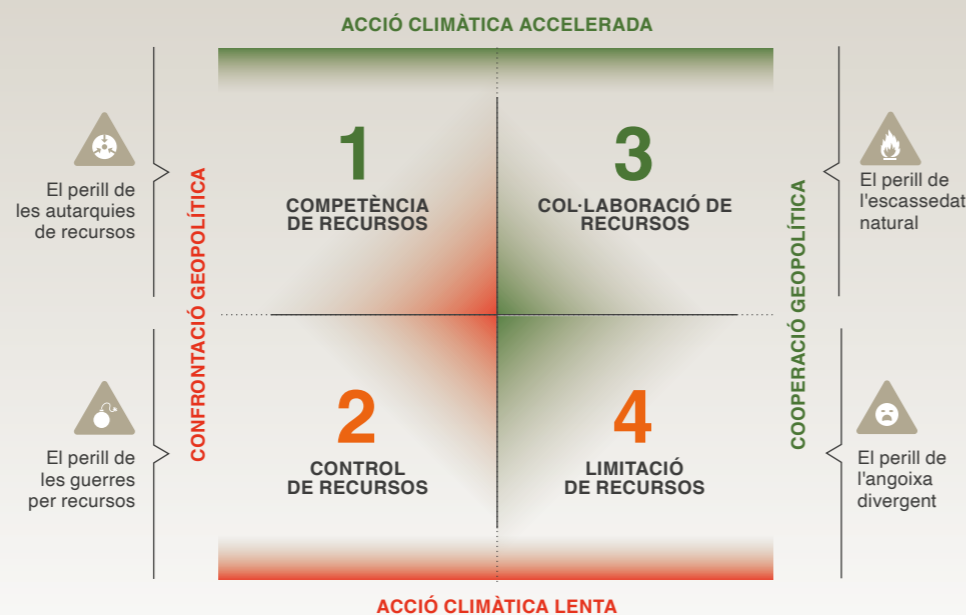 ACCIÓ CLIMÀTICA ACCELERADA
El perill de
les autarquies
de recursos
CONFRONTACIÓ GEOPOLÍTICA
1
COMPETÈNCIA
DE RECURSOS
3
COL·LABORACIÓ DE
RECURSOS
COOPERACIÓ GEOPOLÍTICA
El perill de
l'escassedat
natural
El perill de
les guerres
per recursos
2
CONTROL
DE RECURSOS
4
LIMITACIÓ
DE RECURSOS
El perill de
l'angoixa
divergent
ACCIÓ CLIMÀTICA LENTA